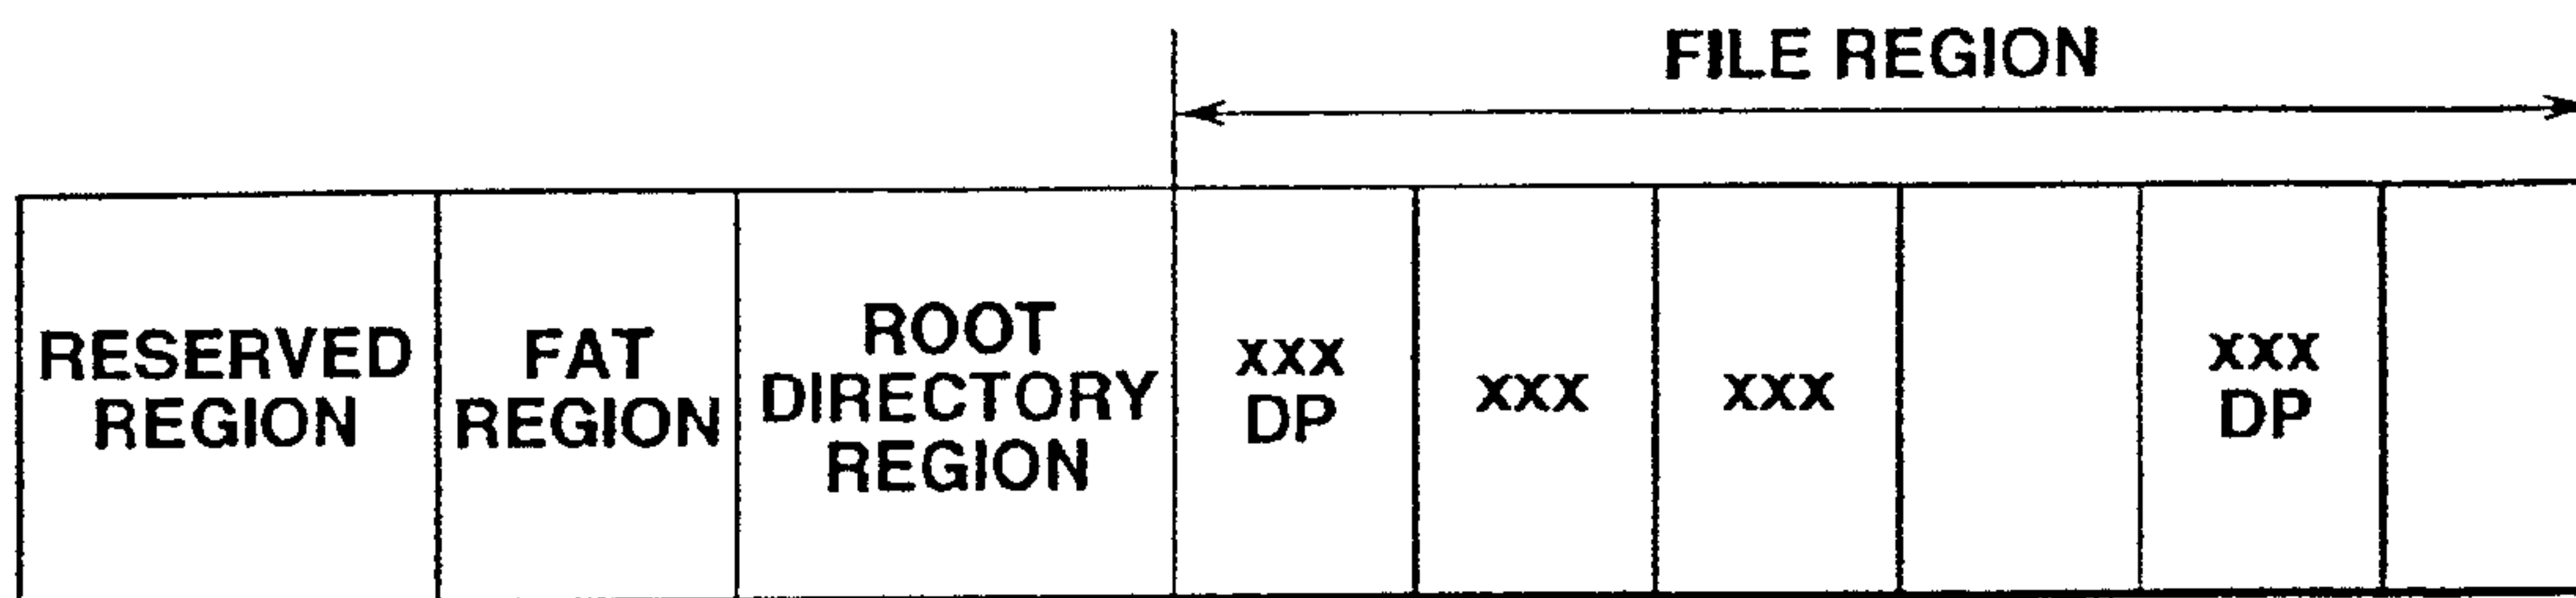 FILE REGION
RESERVED
REGION
FAT
REGION
ROOT
DIRECTORY
REGION
xxx
DP
xxx
xxx
xxx
DP